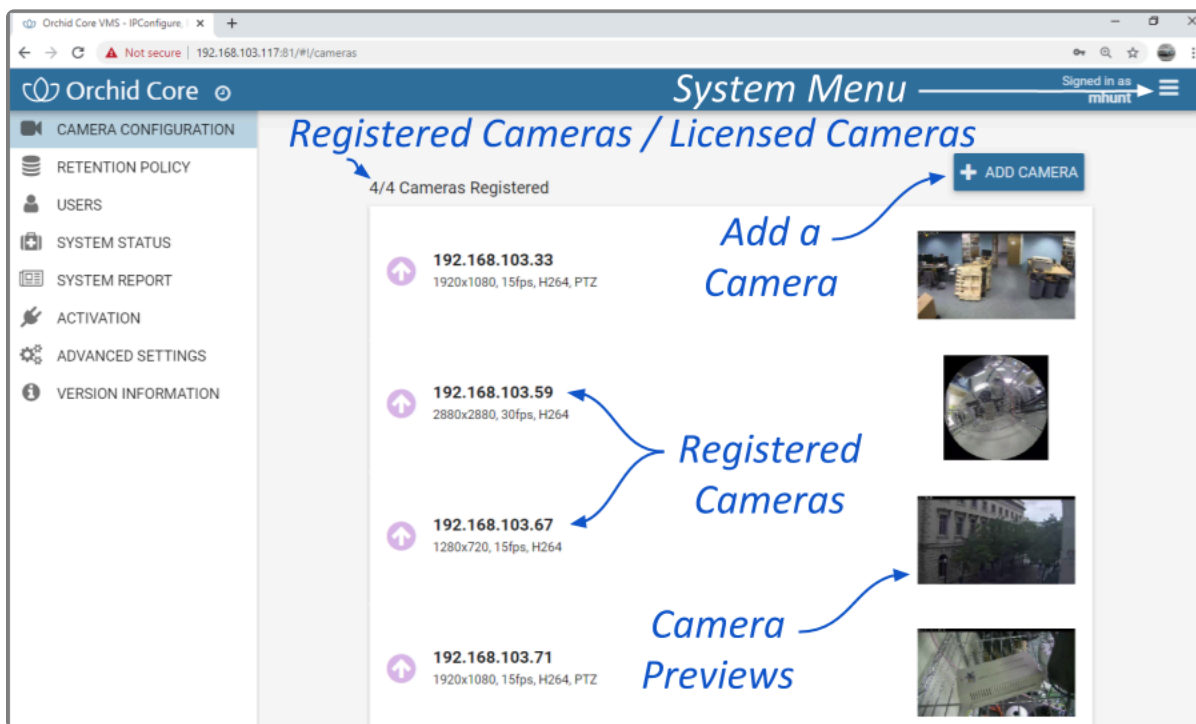 Orchid Core VMS - IPConfigure, I
Not secure | 192.168.103.117:81/#!/cameras
Orchid Core
System Menu
Signed in as
mhunt
CAMERA CONFIGURATION
RETENTION POLICY
USERS
SYSTEM STATUS
SYSTEM REPORT
ACTIVATION
ADVANCED SETTINGS
VERSION INFORMATION
Registered Cameras / Licensed Cameras
4/4 Cameras Registered
ADD CAMERA
Add a
Camera
192.168.103.33
1920x1080, 15fps, H264, PTZ
192.168.103.59
2880x2880, 30fps, H264
Registered
Cameras
192.168.103.67
1280x720, 15fps, H264
Camera
Previews
192.168.103.71
1920x1080, 15fps, H264, PTZ